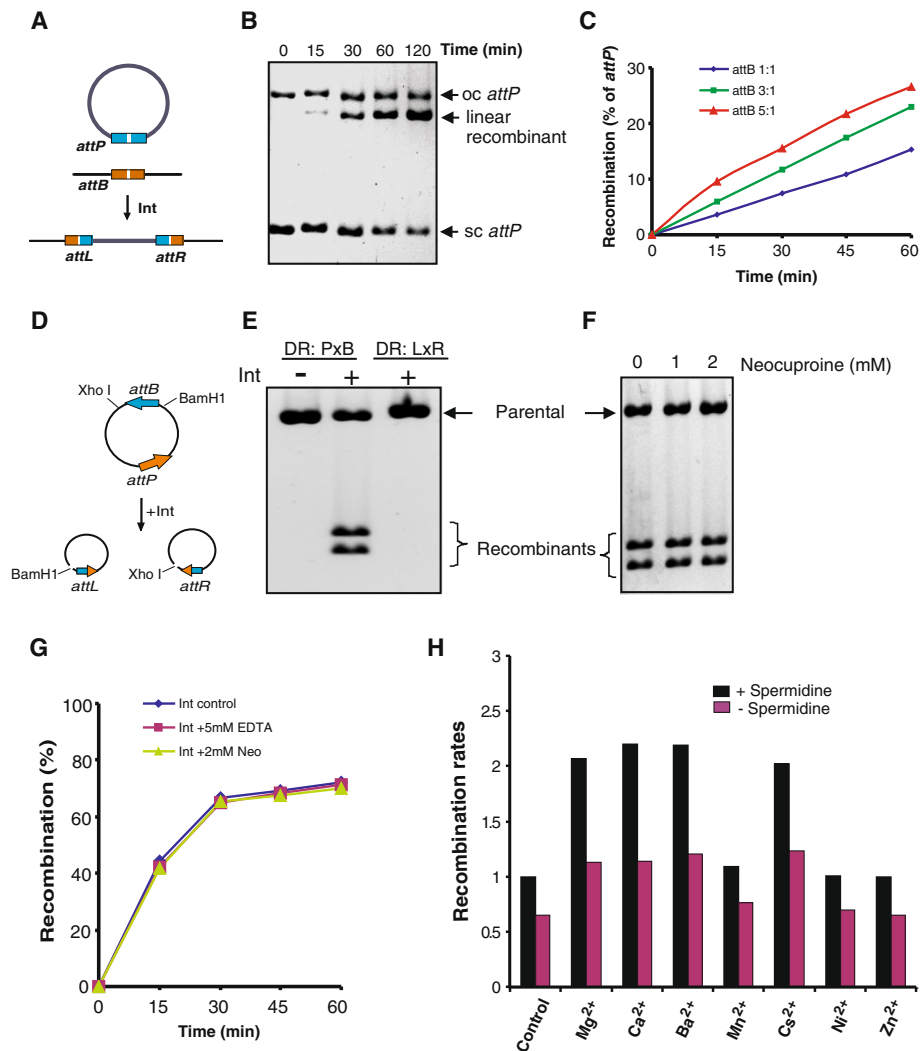 A
attP
attB
Int
attL
attR
B
0 15 30 60 120 Time (min)
oc attP
linear
recombinant
sc attP
C
Recombination (% of attP)
30
20
10
0
attB 1:1
attB 3:1
attB 5:1
0 15 30 45 60
Time (min)
D
Xho I
attB
BamH1
attP
+Int
BamH1
attL
Xho I
attR
E
DR: PxB DR: LxR
Int - + +
Parental
Recombinants
F
0 1 2 Neocuproine (mM)
G
Recombination (%)
100
80
60
40
20
0
Int control
Int +5mM EDTA
Int +2mM Neo
0 15 30 45 60
Time (min)
H
Recombination rates
3
2.5
2
1.5
1
0.5
0
+ Spermidine
- Spermidine
Control Mg2+ Ca2+ Ba2+ Mn2+ Cs2+ Ni2+ Zn2+